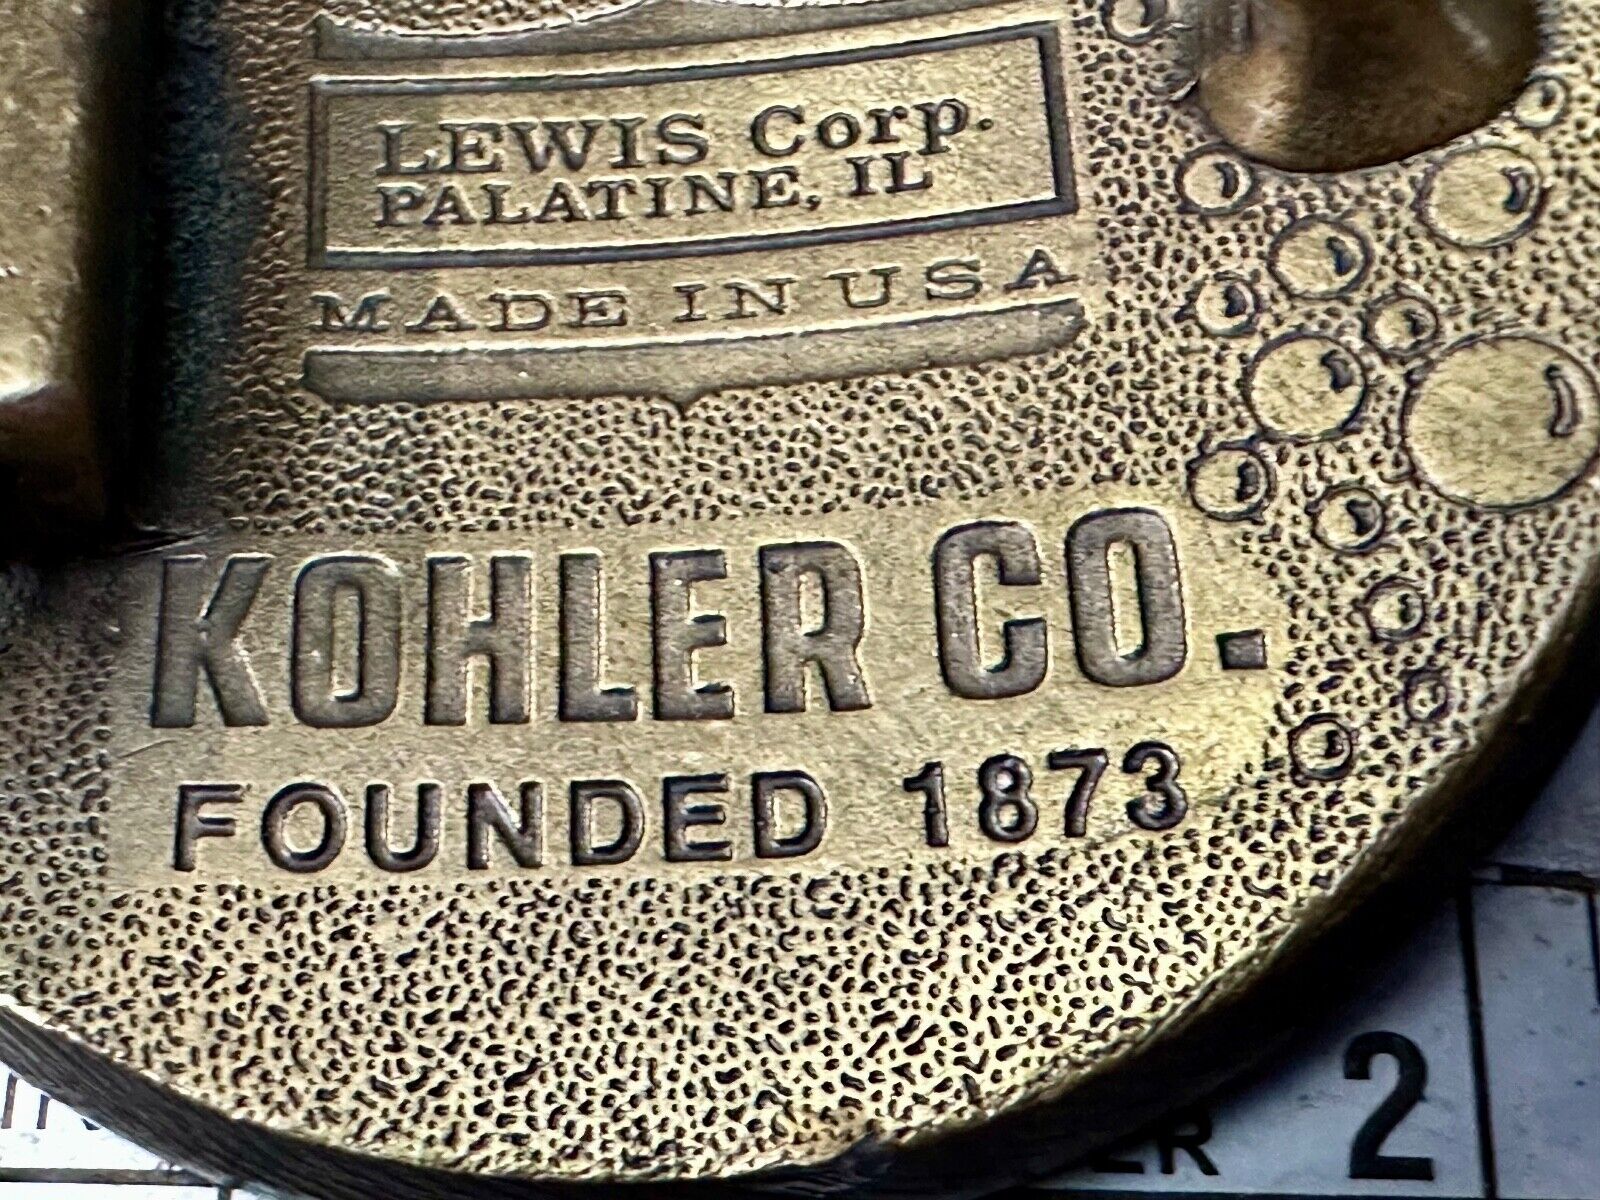 LEWIS Corp.
PALATINE, IL
MADE IN USA
KOHLER CO.
FOUNDED 1873
2